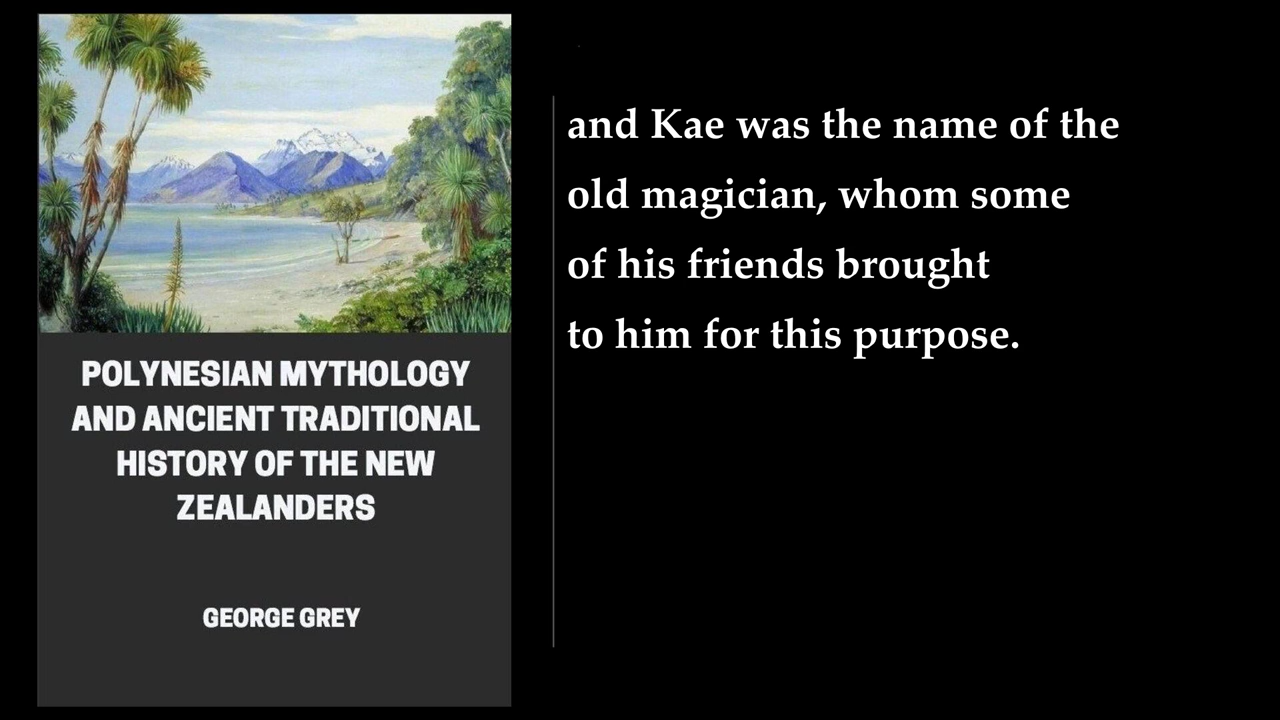 POLYNESIAN MYTHOLOGY
AND ANCIENT TRADITIONAL
HISTORY OF THE NEW
ZEALANDERS
GEORGE GREY
and Kae was the name of the
old magician, whom some
of his friends brought
to him for this purpose.